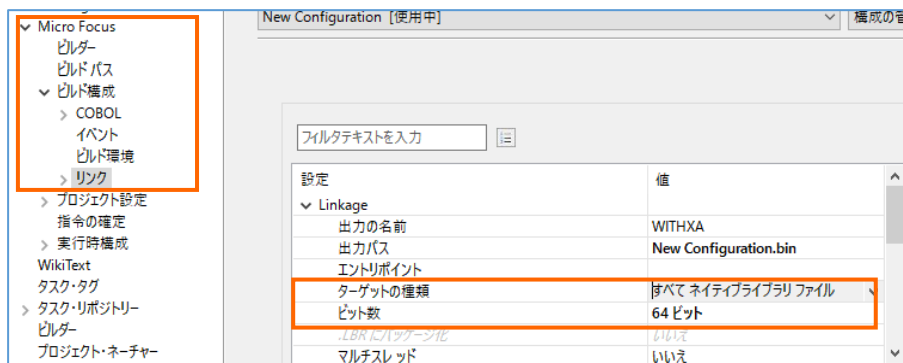 Micro Focus
ビルダー
ビルド パス
ビルド構成
COBOL
イベント
ビルド環境
リンク
プロジェクト設定
指令の確定
実行時構成
WikiText
タスク・タグ
タスク・リポジトリー
ビルダー
プロジェクト・ネーチャー
New Configuration [使用中]
構成の管
フィルタテキストを入力
設定 値
Linkage
出力の名前 WITHXA
出力パス New Configuration.bin
エントリポイント
ターゲットの種類 すべて ネイティブライブラリ ファイル
ビット数 64 ビット
.LBR にパッケージ化 いいえ
マルチスレッド いいえ